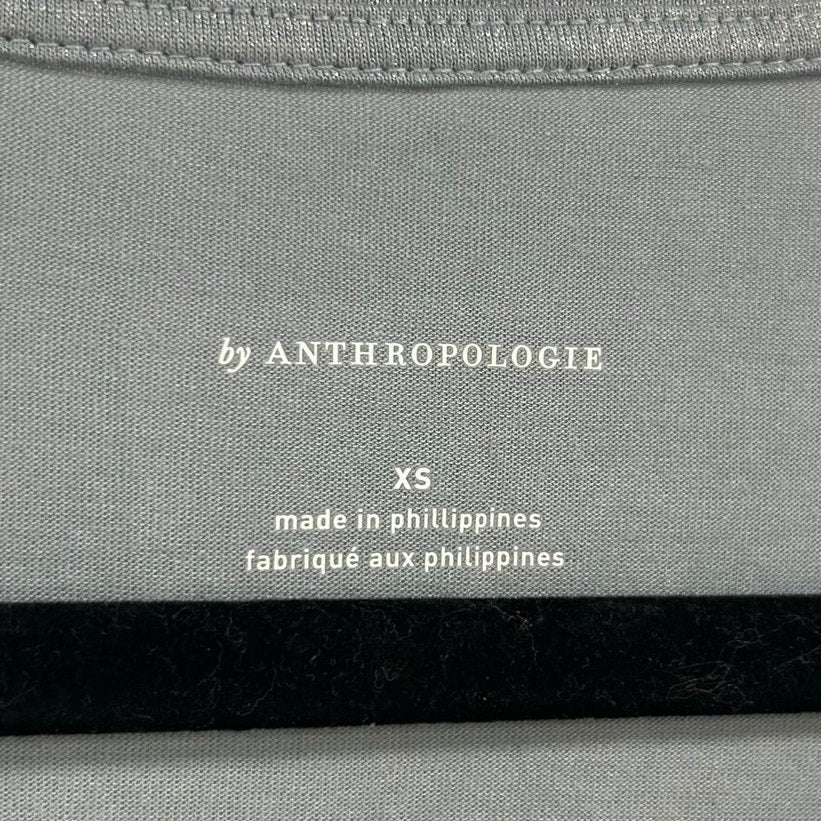 by ANTHROPOLOGIE
XS
made in phillippines
fabriqué aux philippines